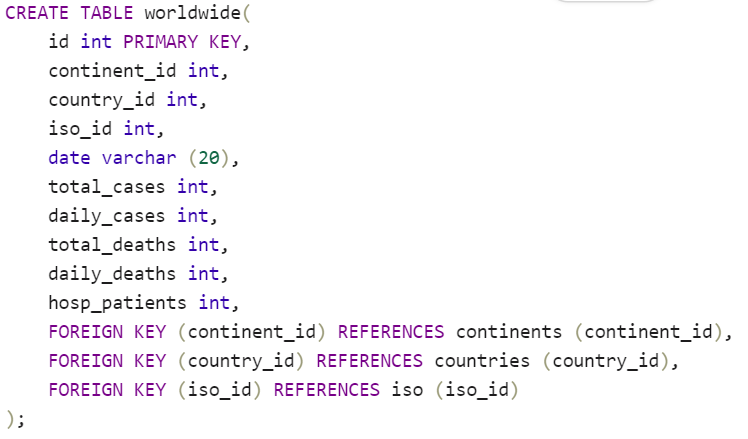 CREATE TABLE worldwide(
    id int PRIMARY KEY,
    continent_id int,
    country_id int,
    iso_id int,
    date varchar (20),
    total_cases int,
    daily_cases int,
    total_deaths int,
    daily_deaths int,
    hosp_patients int,
    FOREIGN KEY (continent_id) REFERENCES continents (continent_id),
    FOREIGN KEY (country_id) REFERENCES countries (country_id),
    FOREIGN KEY (iso_id) REFERENCES iso (iso_id)
);